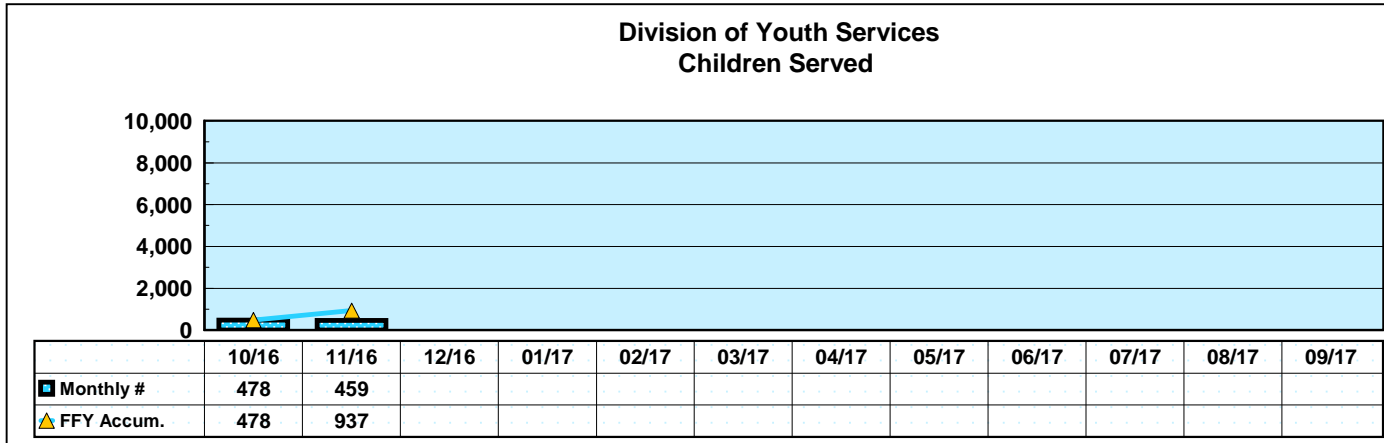 Division of Youth Services
Children Served
10,000
8,000
6,000
4,000
2,000
0
10/16 11/16 12/16 01/17 02/17 03/17 04/17 05/17 06/17 07/17 08/17 09/17
Monthly # 478 459
FFY Accum. 478 937